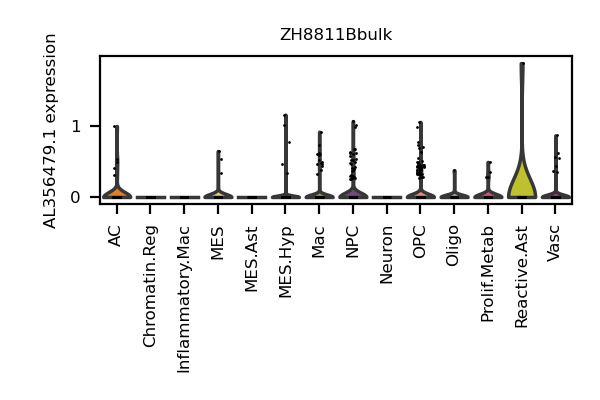 ZH8811Bbulk
AL356479.1 expression
1
0
AC
Chromatin.Reg
Inflammatory.Mac
MES
MES.Ast
MES.Hyp
Mac
NPC
Neuron
OPC
Oligo
Prolif.Metab
Reactive.Ast
Vasc